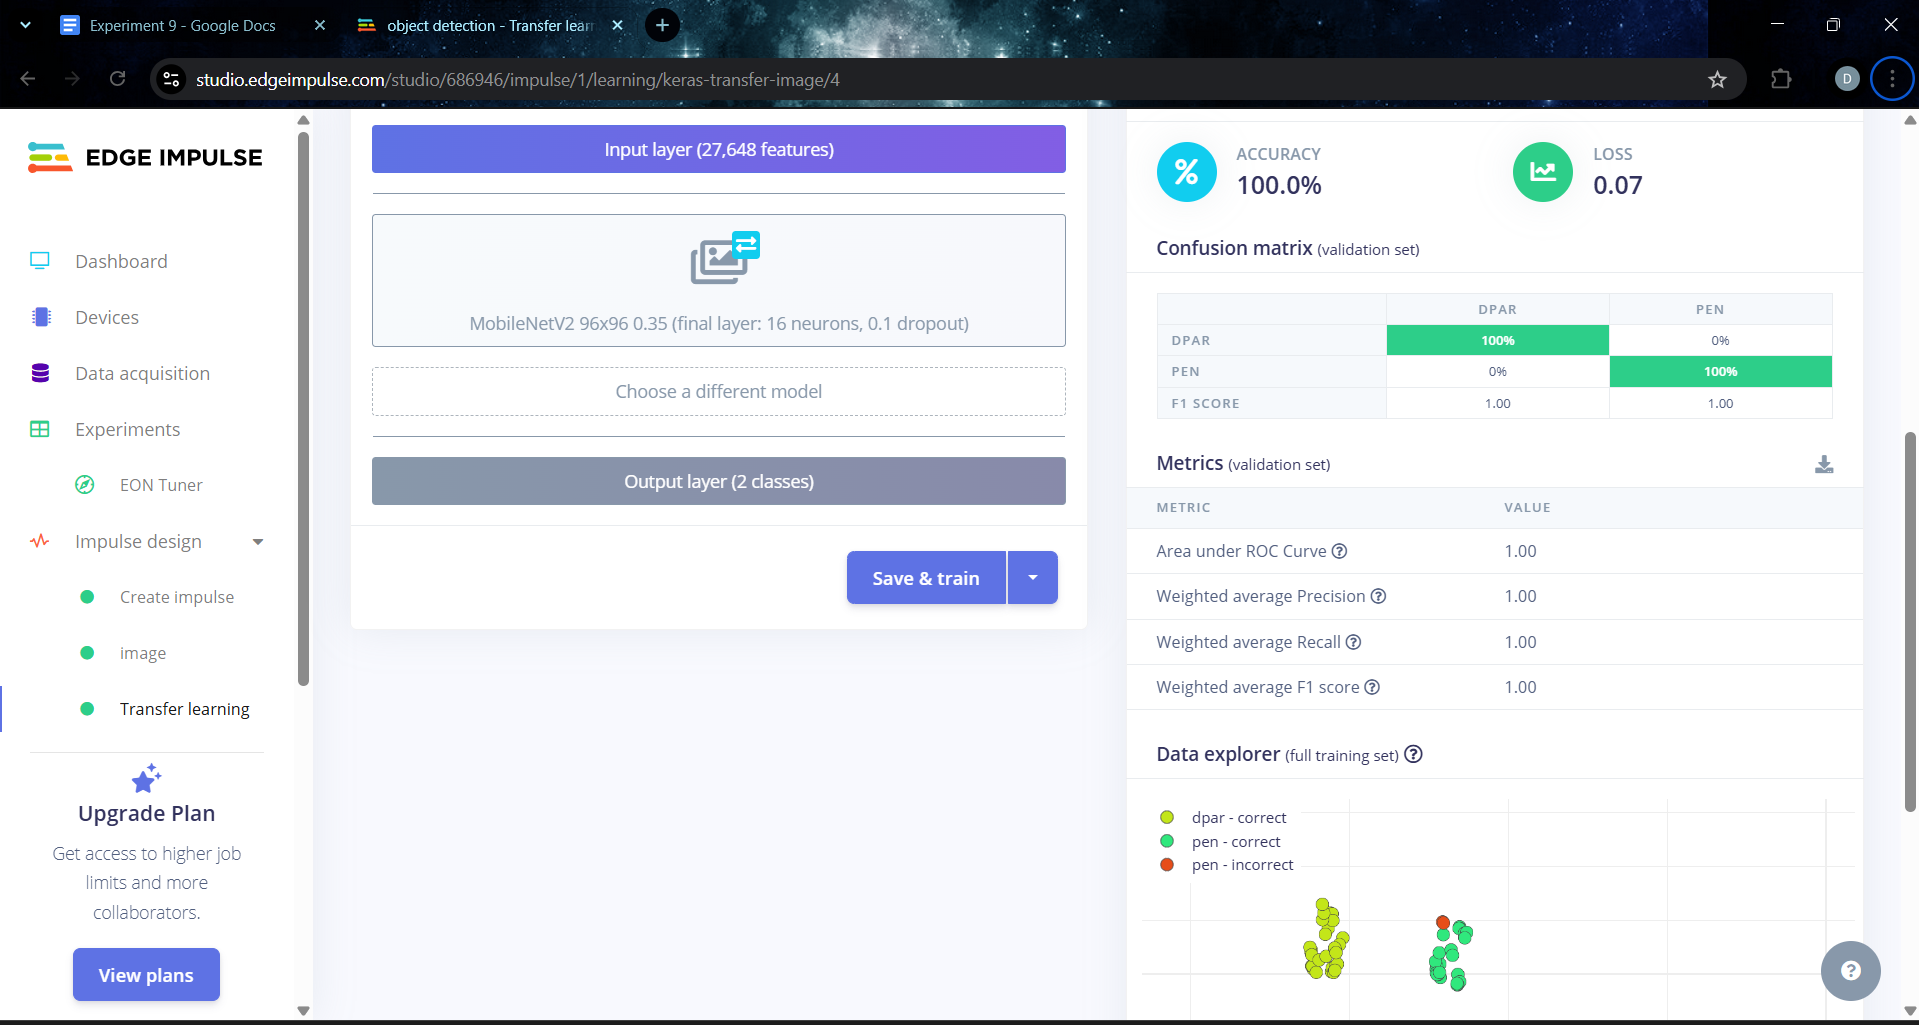 Experiment 9 - Google Docs
object detection - Transfer lear
studio.edgeimpulse.com/studio/686946/impulse/1/learning/keras-transfer-image/4
D
EDGE IMPULSE
Dashboard
Devices
Data acquisition
Experiments
EON Tuner
Impulse design
Create impulse
image
Transfer learning
Upgrade Plan
Get access to higher job
limits and more
collaborators.
View plans
Input layer (27,648 features)
MobileNetV2 96x96 0.35 (final layer: 16 neurons, 0.1 dropout)
Choose a different model
Output layer (2 classes)
Save & train
%
ACCURACY
100.0%
LOSS
0.07
Confusion matrix (validation set)
DPAR PEN
DPAR 100% 0%
PEN 0% 100%
F1 SCORE 1.00 1.00
Metrics (validation set)
METRIC VALUE
Area under ROC Curve ? 1.00
Weighted average Precision ? 1.00
Weighted average Recall ? 1.00
Weighted average F1 score ? 1.00
Data explorer (full training set) ?
dpar - correct
pen - correct
pen - incorrect
?